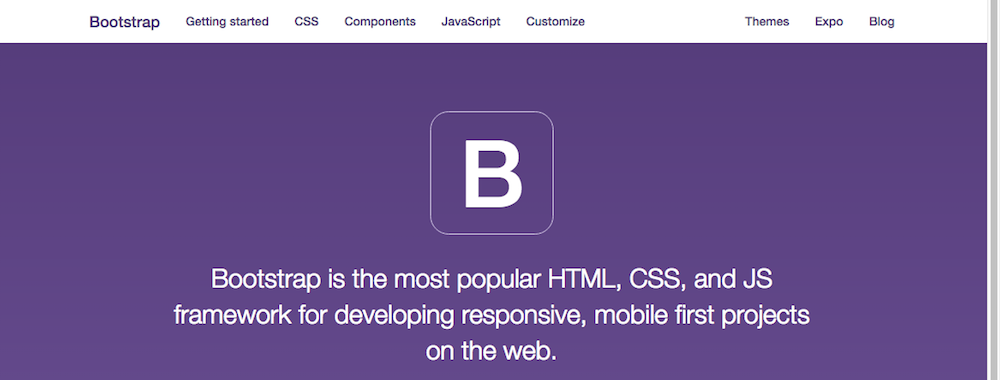 Bootstrap Getting started CSS Components JavaScript Customize Themes Expo Blog
B
Bootstrap is the most popular HTML, CSS, and JS
framework for developing responsive, mobile first projects
on the web.